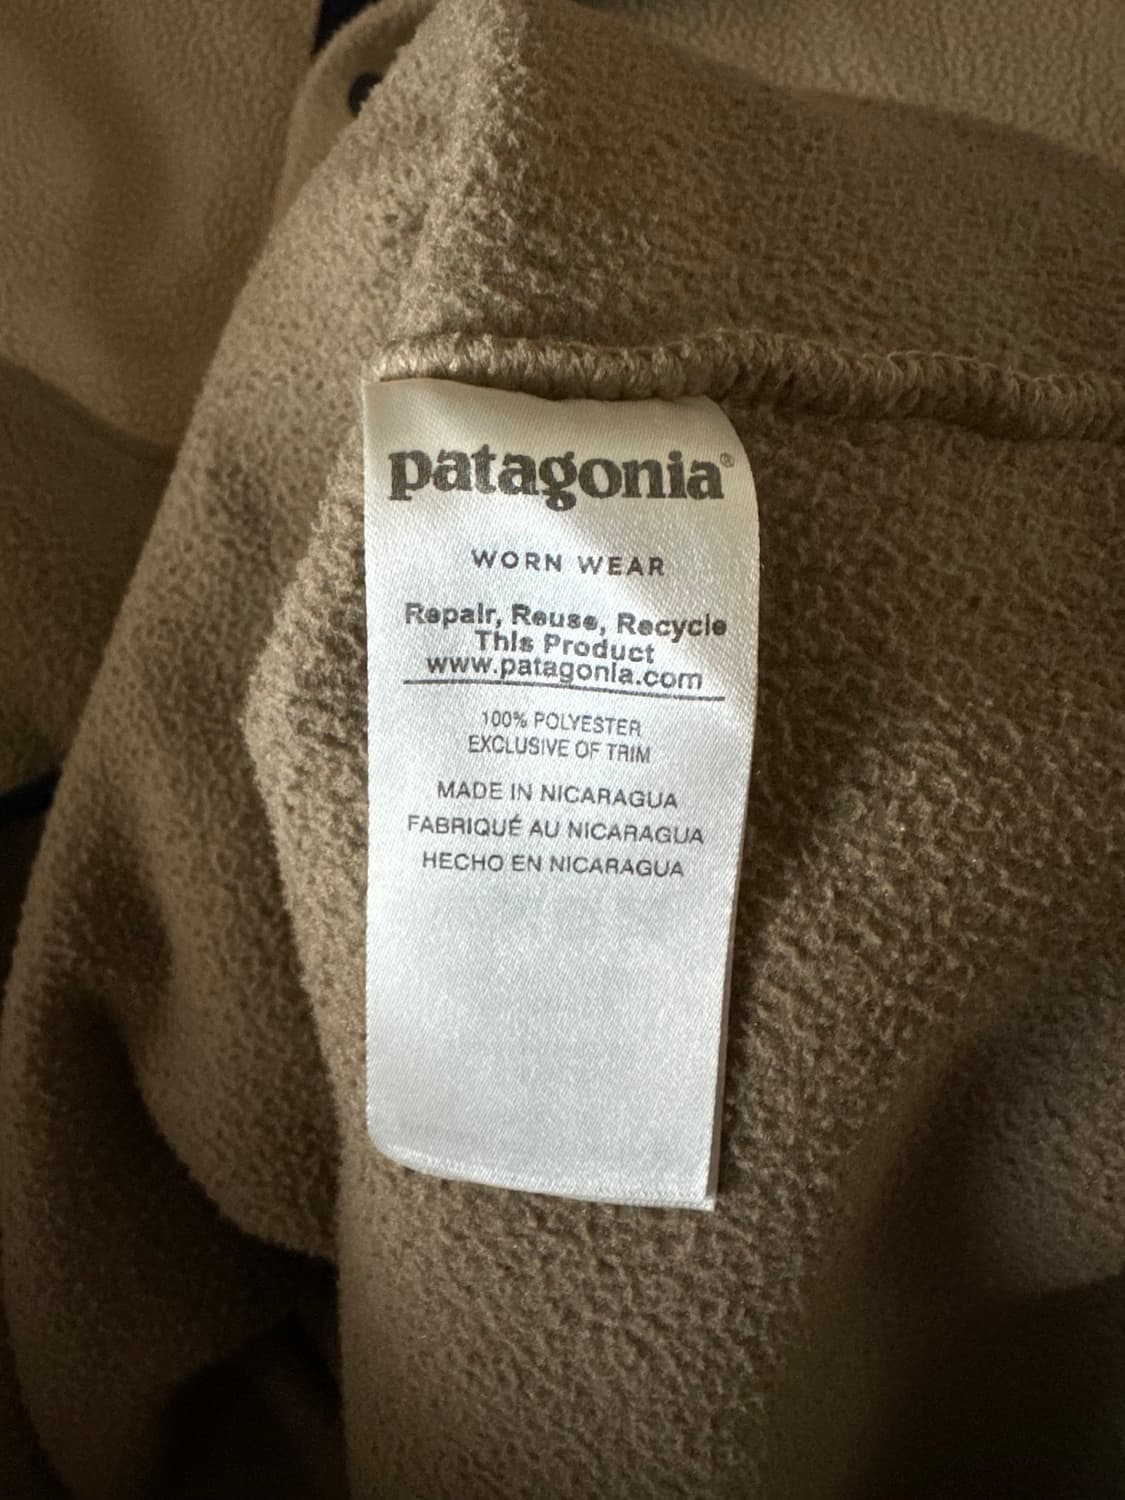 patagonia®
WORN WEAR
Repair, Reuse, Recycle
This Product
www.patagonia.com
100% POLYESTER
EXCLUSIVE OF TRIM
MADE IN NICARAGUA
FABRIQUÉ AU NICARAGUA
HECHO EN NICARAGUA